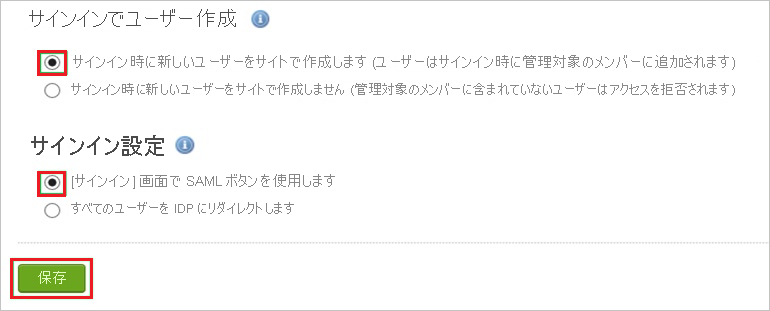 サインインでユーザー作成
サインイン時に新しいユーザーをサイトで作成します (ユーザーはサインイン時に管理対象のメンバーに追加されます)
サインイン時に新しいユーザーをサイトで作成しません (管理対象のメンバーに含まれていないユーザーはアクセスを拒否されます)
サインイン設定
[サインイン] 画面で SAML ボタンを使用します
すべてのユーザーを IDP にリダイレクトします
保存